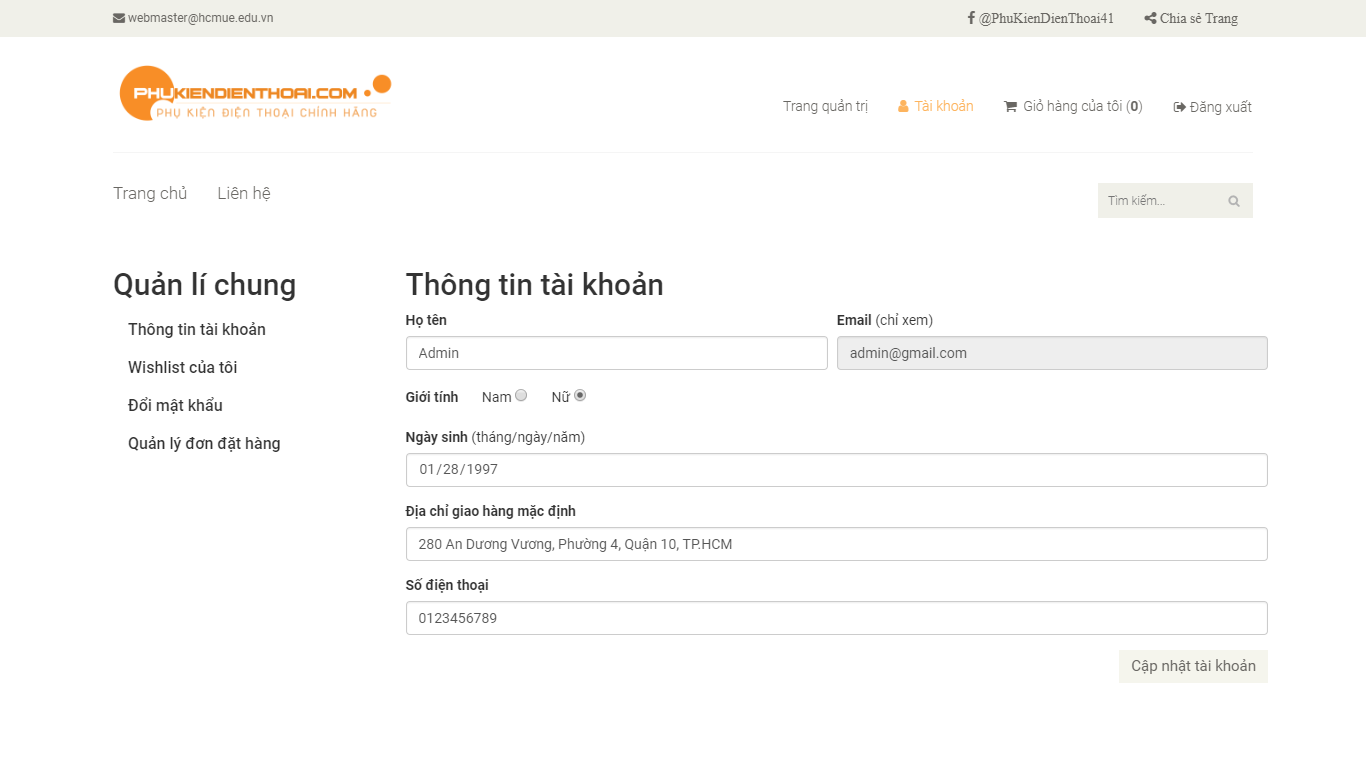 webmaster@hcmue.edu.vn @PhuKienDienThoai41 Chia sẻ Trang
PHỤKIENDIENTHOAI.COM
PHỤ KIỆN ĐIỆN THOẠI CHÍNH HÃNG
Trang quản trị Tài khoản Giỏ hàng của tôi (0) Đăng xuất
Trang chủ Liên hệ Tìm kiếm...
Quản lí chung
Thông tin tài khoản
Wishlist của tôi
Đổi mật khẩu
Quản lý đơn đặt hàng
Thông tin tài khoản
Họ tên Email (chỉ xem)
Admin admin@gmail.com
Giới tính Nam Nữ
Ngày sinh (tháng/ngày/năm)
01/28/1997
Địa chỉ giao hàng mặc định
280 An Dương Vương, Phường 4, Quận 10, TP.HCM
Số điện thoại
0123456789
Cập nhật tài khoản